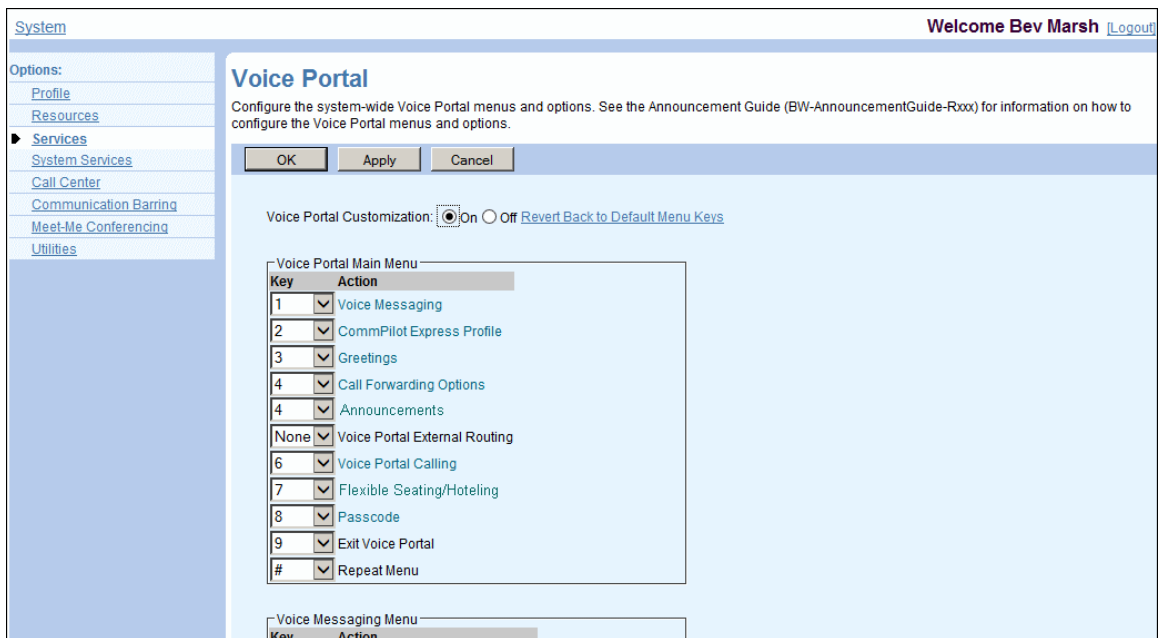 System
Welcome Bev Marsh [Logout]
Options:
Profile
Resources
Services
System Services
Call Center
Communication Barring
Meet-Me Conferencing
Utilities
Voice Portal
Configure the system-wide Voice Portal menus and options. See the Announcement Guide (BW-AnnouncementGuide-Rxxx) for information on how to
configure the Voice Portal menus and options.
OK Apply Cancel
Voice Portal Customization: On Off Revert Back to Default Menu Keys
Voice Portal Main Menu
Key Action
1 Voice Messaging
2 CommPilot Express Profile
3 Greetings
4 Call Forwarding Options
4 Announcements
None Voice Portal External Routing
6 Voice Portal Calling
7 Flexible Seating/Hoteling
8 Passcode
9 Exit Voice Portal
# Repeat Menu
Voice Messaging Menu
Key Action